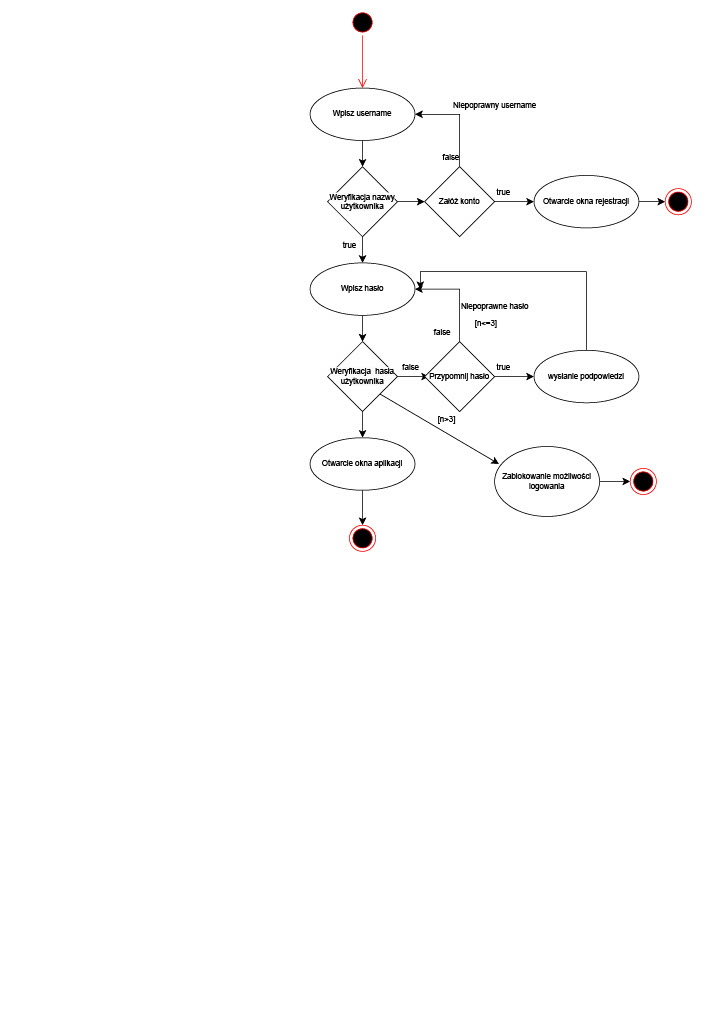 Niepoprawny username
Wpisz username
false
Weryfikacja nazwy
użytkownika
Załóż konto
true
Otwarcie okna rejestracji
true
Wpisz hasło
Niepoprawne hasło
[n<=3]
false
Weryfikacja hasła
użytkownika
false
Przypomnij hasło
true
wysłanie podpowiedzi
[n>3]
Otwarcie okna aplikacji
Zablokowanie możliwości
logowania